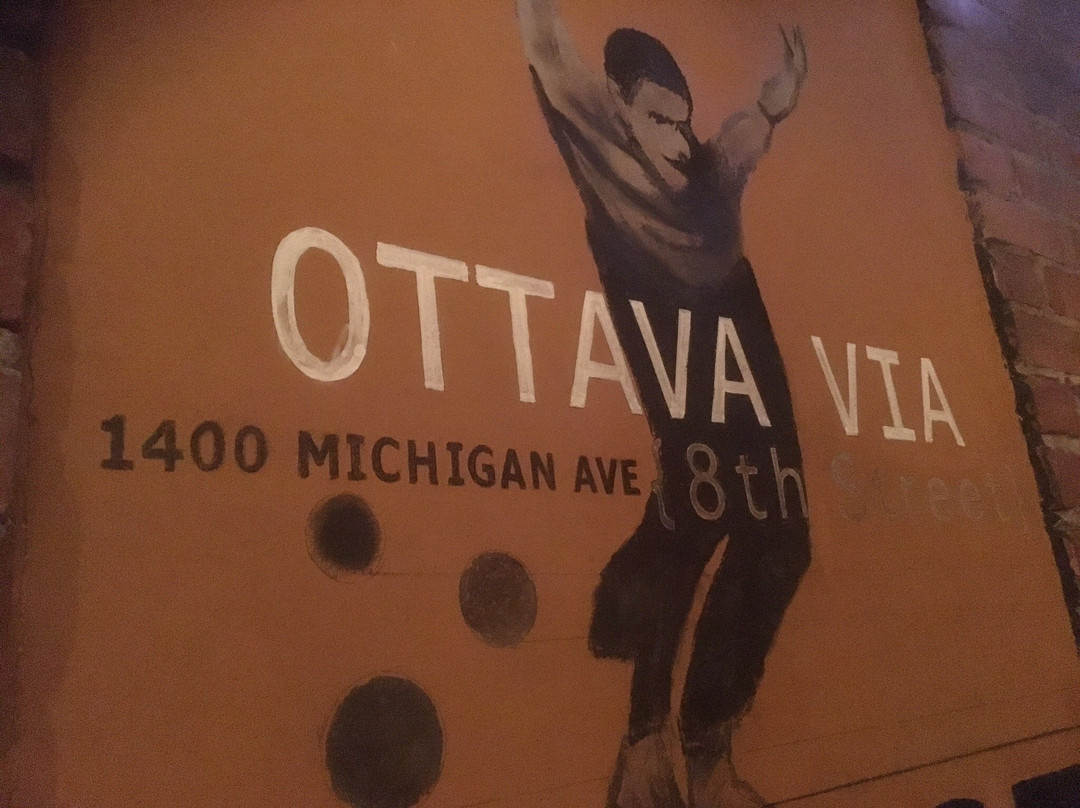 OTTAVA VIA
1400 MICHIGAN AVE {8th Street}